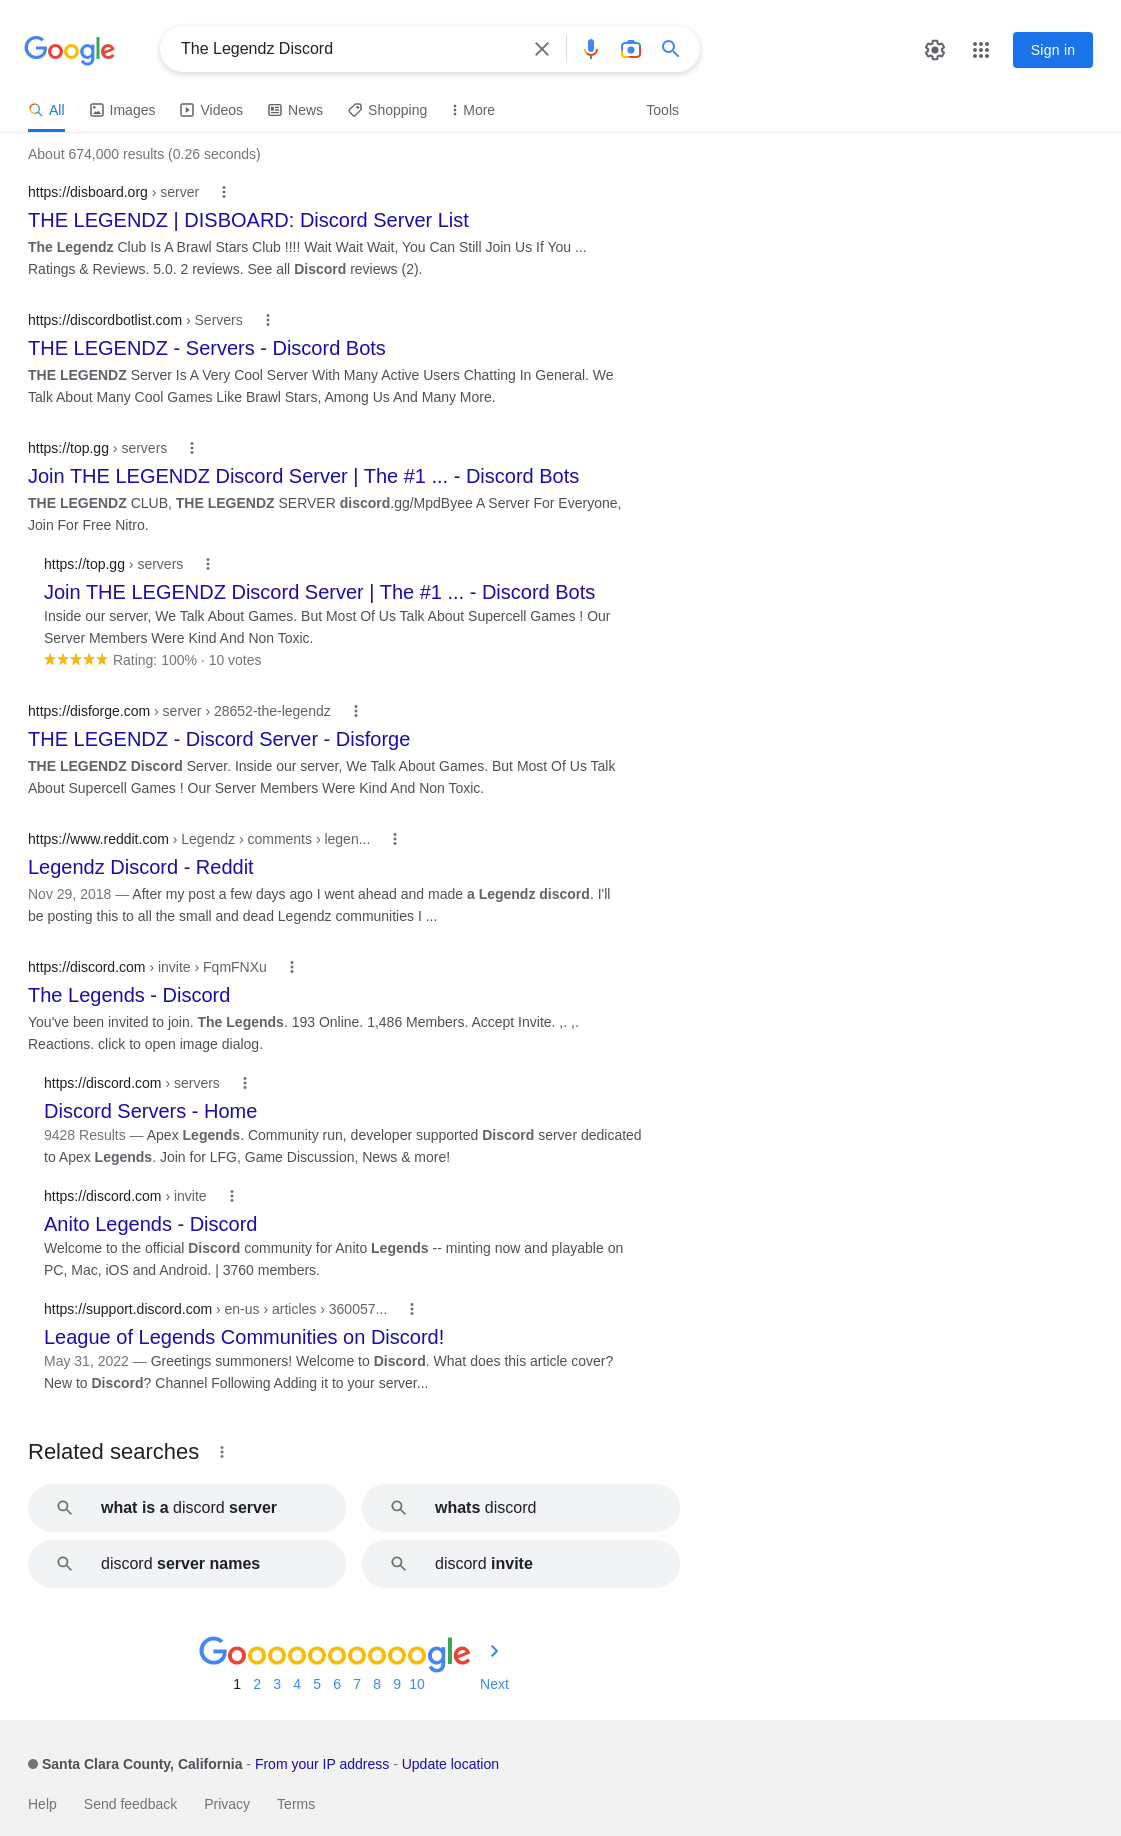 Google
The Legendz Discord
Sign in
All Images Videos News Shopping More Tools
About 674,000 results (0.26 seconds)
https://disboard.org › server
THE LEGENDZ | DISBOARD: Discord Server List
The Legendz Club Is A Brawl Stars Club !!!! Wait Wait Wait, You Can Still Join Us If You ...
Ratings & Reviews. 5.0. 2 reviews. See all Discord reviews (2).
https://discordbotlist.com › Servers
THE LEGENDZ - Servers - Discord Bots
THE LEGENDZ Server Is A Very Cool Server With Many Active Users Chatting In General. We
Talk About Many Cool Games Like Brawl Stars, Among Us And Many More.
https://top.gg › servers
Join THE LEGENDZ Discord Server | The #1 ... - Discord Bots
THE LEGENDZ CLUB, THE LEGENDZ SERVER discord.gg/MpdByee A Server For Everyone,
Join For Free Nitro.
https://top.gg › servers
Join THE LEGENDZ Discord Server | The #1 ... - Discord Bots
Inside our server, We Talk About Games. But Most Of Us Talk About Supercell Games ! Our
Server Members Were Kind And Non Toxic.
Rating: 100% · 10 votes
https://disforge.com › server › 28652-the-legendz
THE LEGENDZ - Discord Server - Disforge
THE LEGENDZ Discord Server. Inside our server, We Talk About Games. But Most Of Us Talk
About Supercell Games ! Our Server Members Were Kind And Non Toxic.
https://www.reddit.com › Legendz › comments › legen...
Legendz Discord - Reddit
Nov 29, 2018 — After my post a few days ago I went ahead and made a Legendz discord. I'll
be posting this to all the small and dead Legendz communities I ...
https://discord.com › invite › FqmFNXu
The Legends - Discord
You've been invited to join. The Legends. 193 Online. 1,486 Members. Accept Invite. ,. ,.
Reactions. click to open image dialog.
https://discord.com › servers
Discord Servers - Home
9428 Results — Apex Legends. Community run, developer supported Discord server dedicated
to Apex Legends. Join for LFG, Game Discussion, News & more!
https://discord.com › invite
Anito Legends - Discord
Welcome to the official Discord community for Anito Legends -- minting now and playable on
PC, Mac, iOS and Android. | 3760 members.
https://support.discord.com › en-us › articles › 360057...
League of Legends Communities on Discord!
May 31, 2022 — Greetings summoners! Welcome to Discord. What does this article cover?
New to Discord? Channel Following Adding it to your server...
Related searches
what is a discord server
whats discord
discord server names
discord invite
Goooooooooogle
1 2 3 4 5 6 7 8 9 10 Next
Santa Clara County, California - From your IP address - Update location
Help Send feedback Privacy Terms